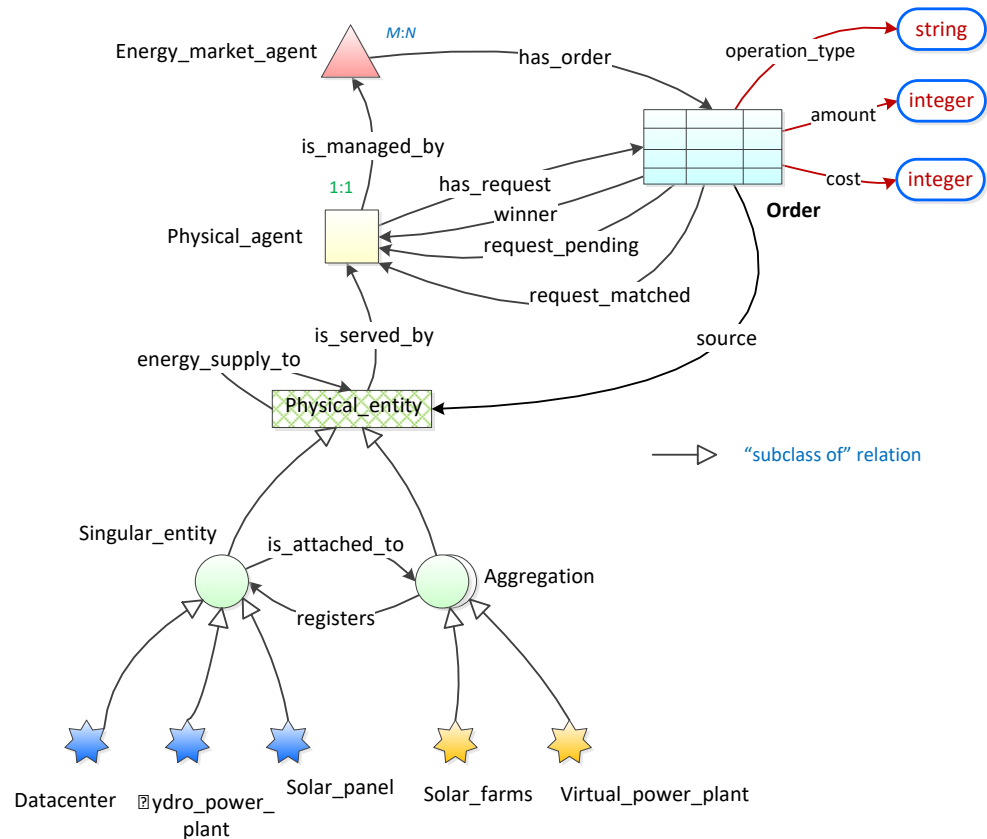 string
operation_type
Energy_market_agent
M:N
has_order
integer
amount
is_managed_by
1:1
has_request
cost
integer
Order
winner
Physical_agent
request_pending
request_matched
is_served_by
source
energy_supply_to
Physical_entity
“subclass of” relation
Singular_entity
is_attached_to
Aggregation
registers
Datacenter
�ydro_power_
plant
Solar_panel
Solar_farms
Virtual_power_plant